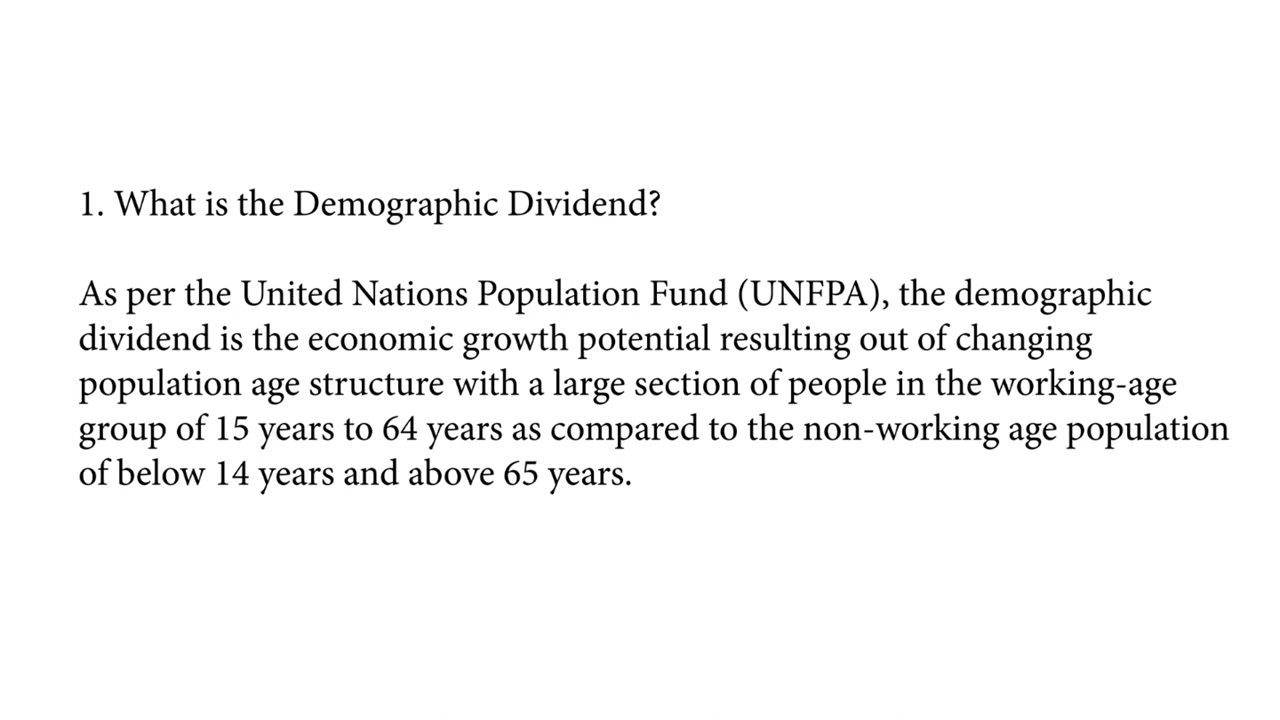 1. What is the Demographic Dividend?
As per the United Nations Population Fund (UNFPA), the demographic
dividend is the economic growth potential resulting out of changing
population age structure with a large section of people in the working-age
group of 15 years to 64 years as compared to the non-working age population
of below 14 years and above 65 years.